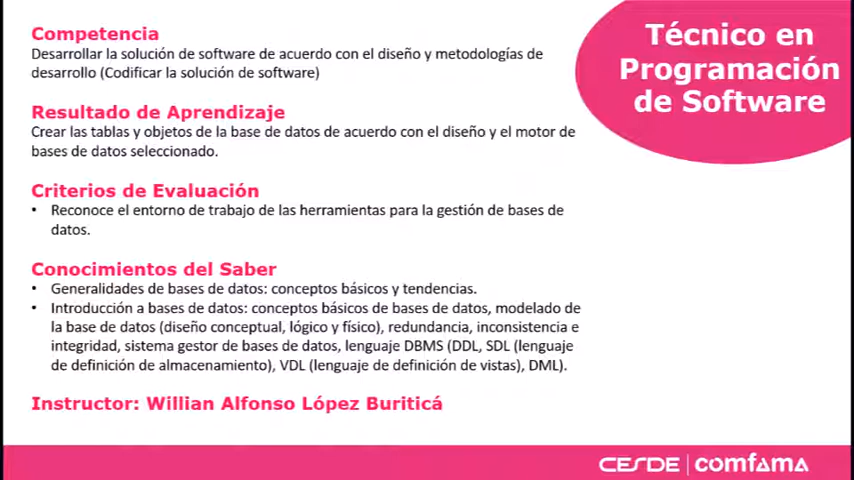 Competencia
Desarrollar la solución de software de acuerdo con el diseño y metodologías de
desarrollo (Codificar la solución de software)
Resultado de Aprendizaje
Crear las tablas y objetos de la base de datos de acuerdo con el diseño y el motor de
bases de datos seleccionado.
Criterios de Evaluación
• Reconoce el entorno de trabajo de las herramientas para la gestión de bases de
datos.
Conocimientos del Saber
• Generalidades de bases de datos: conceptos básicos y tendencias.
• Introducción a bases de datos: conceptos básicos de bases de datos, modelado de
la base de datos (diseño conceptual, lógico y físico), redundancia, inconsistencia e
integridad, sistema gestor de bases de datos, lenguaje DBMS (DDL, SDL (lenguaje
de definición de almacenamiento), VDL (lenguaje de definición de vistas), DML).
Instructor: Willian Alfonso López Buriticá
Técnico en
Programación
de Software
CESDE | comfama